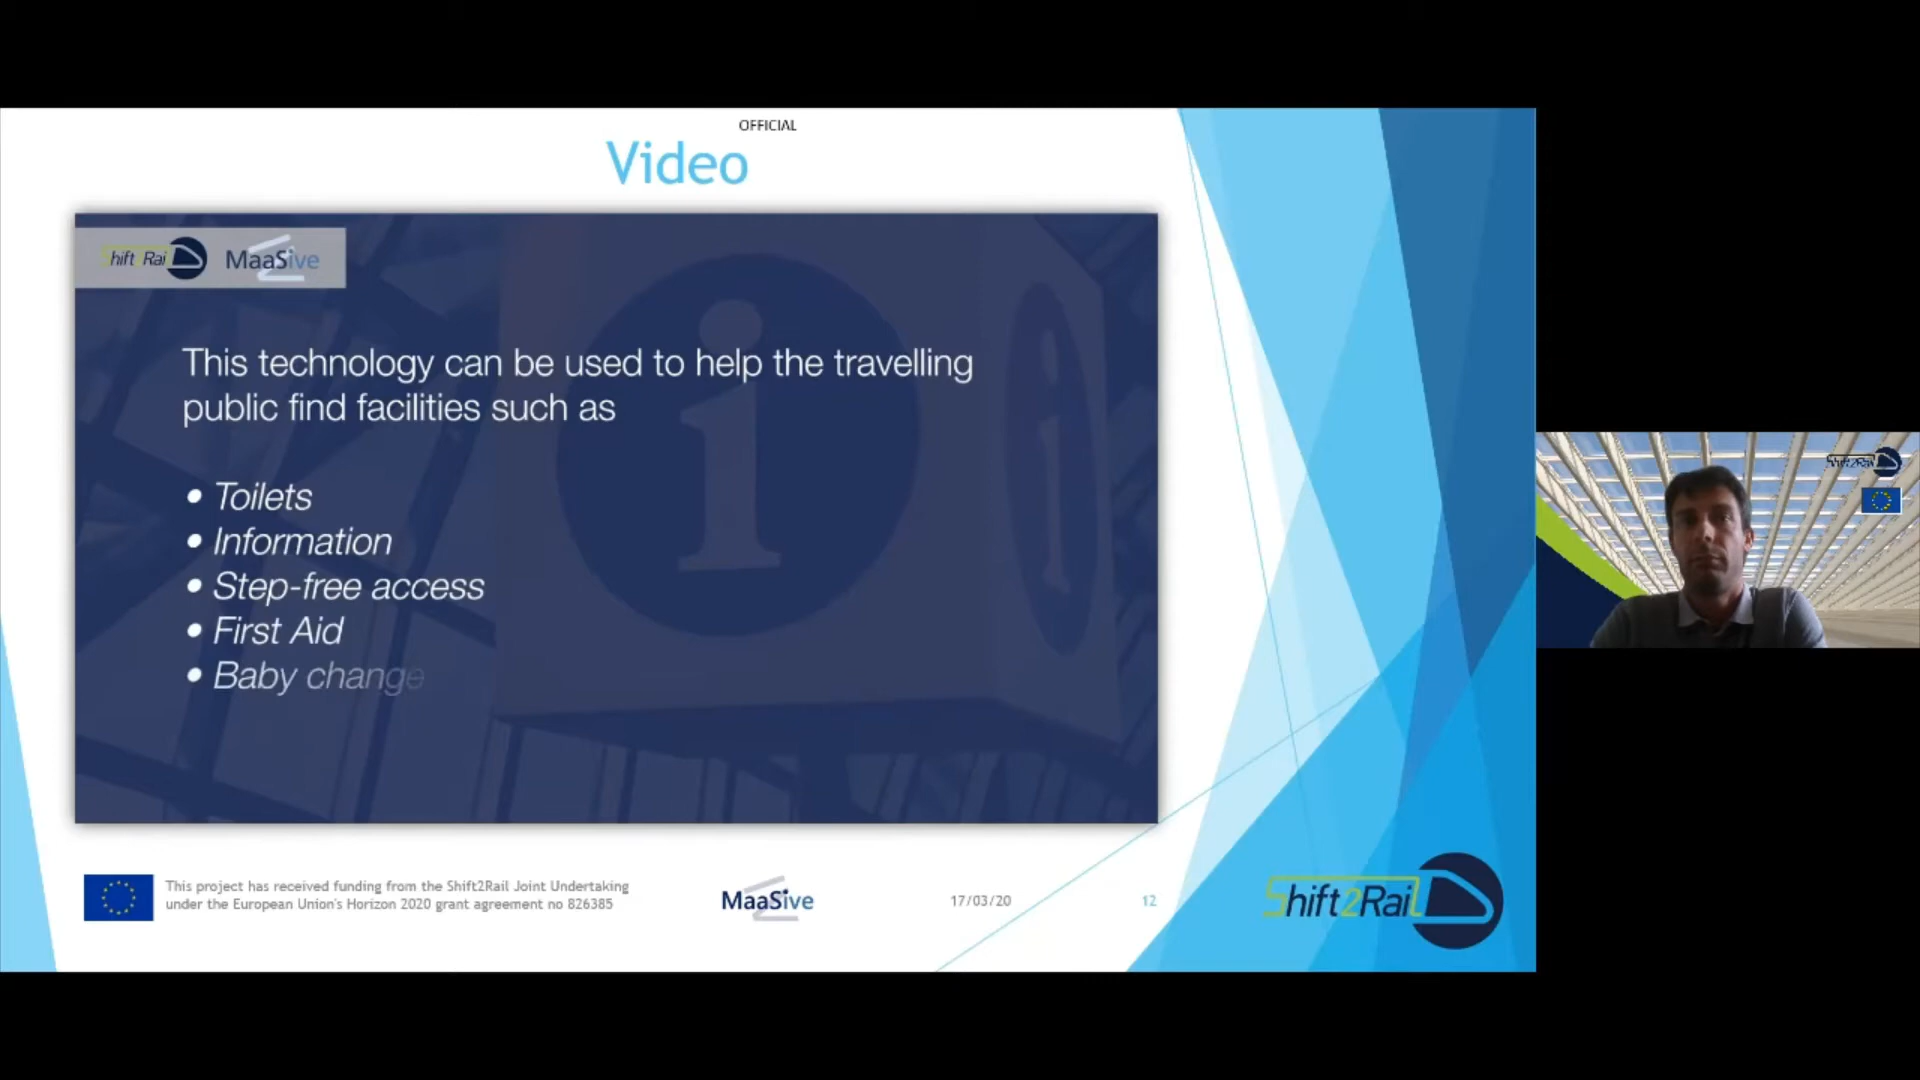 OFFICIAL
Video
Shift2Rail MaaSive
This technology can be used to help the travelling
public find facilities such as
• Toilets
• Information
• Step-free access
• First Aid
• Baby change
Shift2Rail
This project has received funding from the Shift2Rail Joint Undertaking
under the European Union's Horizon 2020 grant agreement no 826385
MaaSive
17/03/20
12
Shift2Rail